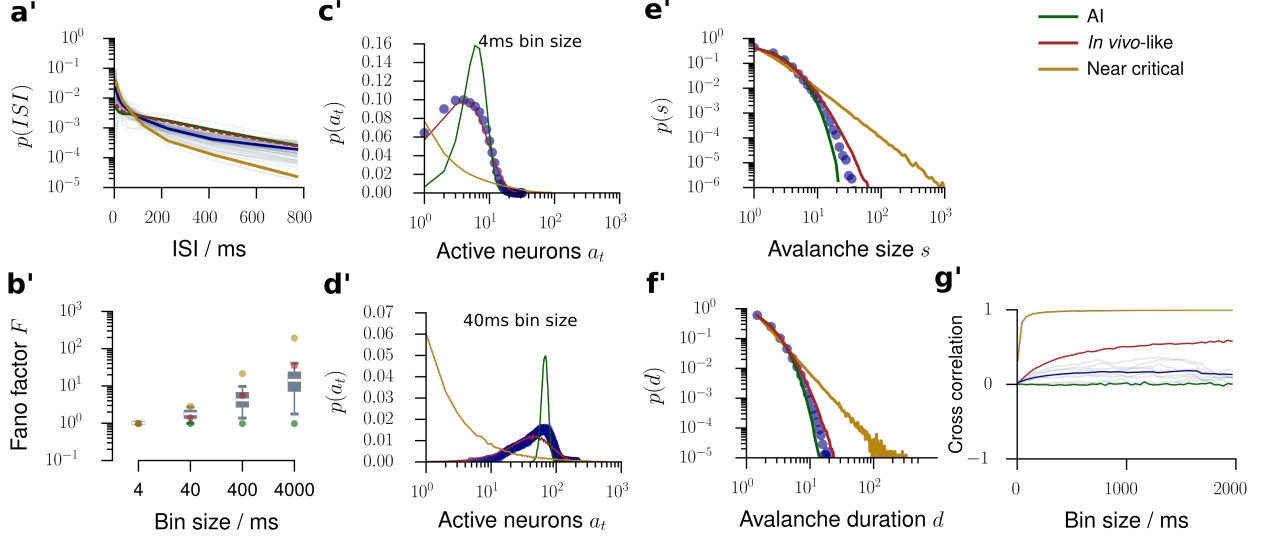 a'
10^0
10^-1
10^-2
10^-3
10^-4
10^-5
p(ISI)
0 200 400 600 800
ISI / ms
c'
4ms bin size
0.16
0.14
0.12
0.10
0.08
0.06
0.04
0.02
0.00
p(a_t)
10^0 10^1 10^2 10^3
Active neurons a_t
e'
10^0
10^-1
10^-2
10^-3
10^-4
10^-5
10^-6
p(s)
10^0 10^1 10^2 10^3
Avalanche size s
AI
In vivo-like
Near critical
b'
10^3
10^2
10^1
10^0
10^-1
Fano factor F
4 40 400 4000
Bin size / ms
d'
40ms bin size
0.07
0.06
0.05
0.04
0.03
0.02
0.01
0.00
p(a_t)
10^0 10^1 10^2 10^3
Active neurons a_t
f'
10^0
10^-1
10^-2
10^-3
10^-4
10^-5
p(d)
10^0 10^1 10^2
Avalanche duration d
g'
1
0
−1
Cross correlation
0 1000 2000
Bin size / ms